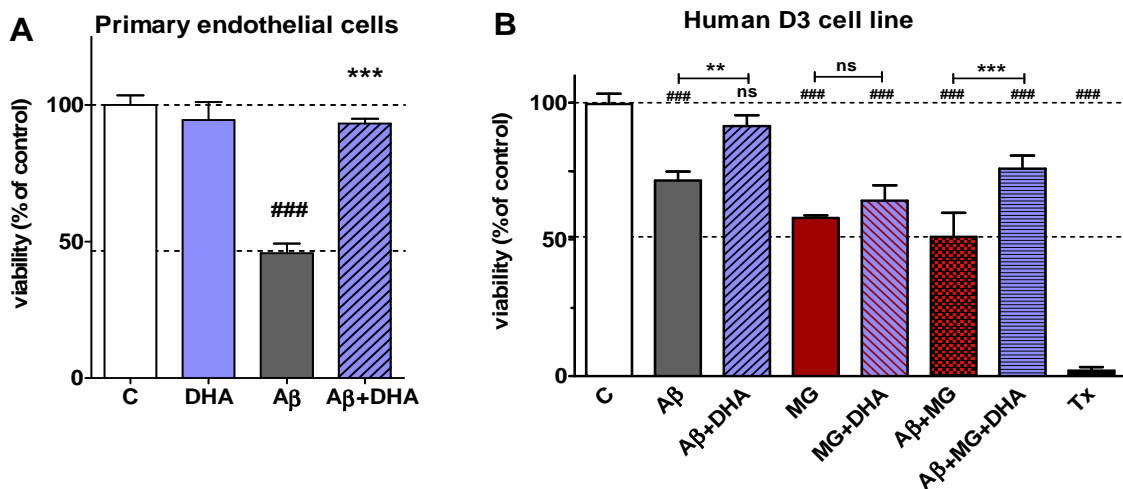 A
Primary endothelial cells
viability (% of control)
100
50
0
###
***
C
DHA
Aβ
Aβ+DHA
B
Human D3 cell line
viability (% of control)
100
50
0
**
ns
***
###
ns
###
###
###
###
###
C
Aβ
Aβ+DHA
MG
MG+DHA
Aβ+MG
Aβ+MG+DHA
Tx